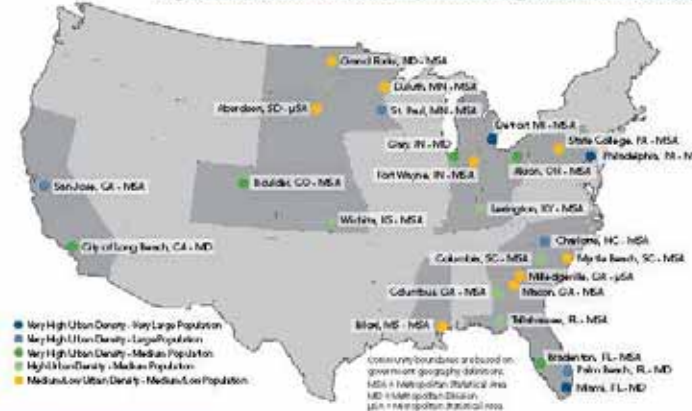 Grand Forks, ND - MSA
Duluth, MN - MSA
Aberdeen, SD - µSA
St. Paul, MN - MSA
Detroit MI - MSA
State College, PA - MSA
Gary, IN - MD
Philadelphia, PA - M
Fort Wayne, IN - MSA
Akron, OH - MSA
San Jose, CA - MSA
Boulder, CO - MSA
Lexington, KY - MSA
Wichita, KS - MSA
Charlotte, NC - MSA
City of Long Beach, CA - MD
Columbia, SC - MSA
Myrtle Beach, SC - MSA
Milledgeville, GA - µSA
Columbus, GA - MSA
Macon, GA - MSA
Tallahassee, FL - MSA
Biloxi, MS - MSA
Very High Urban Density - Very Large Population
Very High Urban Density - Large Population
Very High Urban Density - Medium Population
High Urban Density - Medium Population
Medium/Low Urban Density - Medium/Low Population
Community boundaries are based on
government geography definitions.
MSA = Metropolitan Statistical Area
MD = Metropolitan Division
µSA = Metropolitan Statistical Area
Bradenton, FL - MSA
Palm Beach, FL - MD
Miami, FL - MD